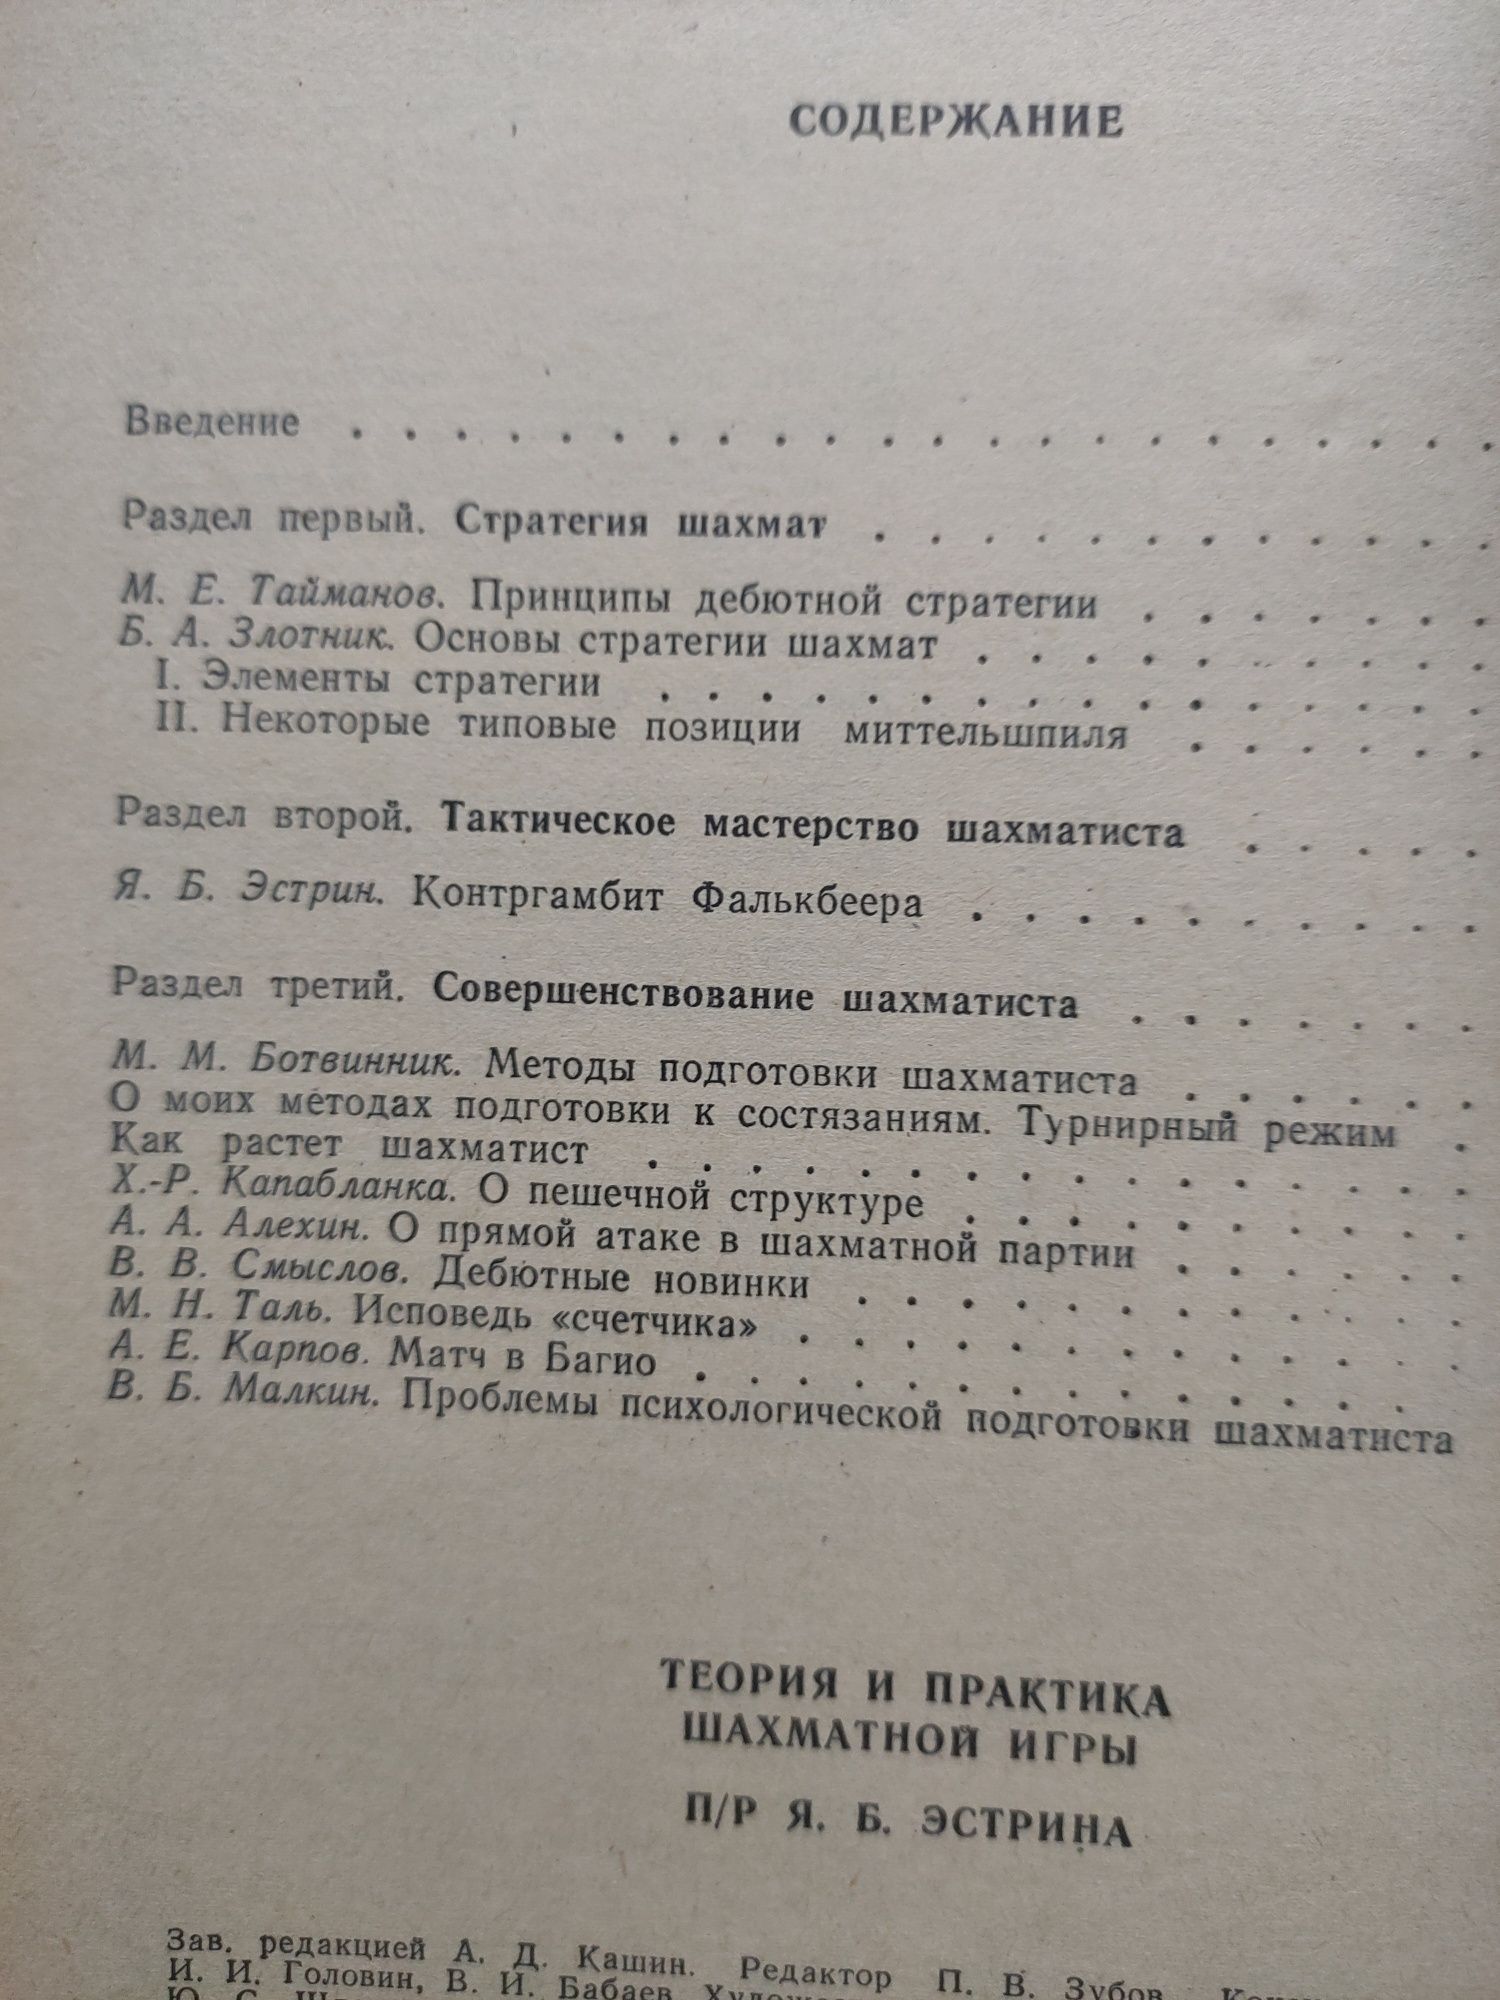 СОДЕРЖАНИЕ
Введение . . . . . . . . . . . . . . . . . . . . . .
Раздел первый. Стратегия шахмат . . . . . . . . . . . .
М. Е. Тайманов. Принципы дебютной стратегии . . . . . . .
Б. А. Злотник. Основы стратегии шахмат . . . . . . . . . .
I. Элементы стратегии . . . . . . . . . . . . . . . .
II. Некоторые типовые позиции миттельшпиля . . . . . .
Раздел второй. Тактическое мастерство шахматиста . . . . .
Я. Б. Эстрин. Контргамбит Фалькбеера . . . . . . . . . .
Раздел третий. Совершенствование шахматиста . . . . . . .
М. М. Ботвинник. Методы подготовки шахматиста . . . . . .
О моих методах подготовки к состязаниям. Турнирный режим .
Как растет шахматист . . . . . . . . . . . . . . . .
Х.-Р. Капабланка. О пешечной структуре . . . . . . . . . .
А. А. Алехин. О прямой атаке в шахматной партии . . . . . .
В. В. Смыслов. Дебютные новинки . . . . . . . . . . . .
М. Н. Таль. Исповедь «счетчика» . . . . . . . . . . . . .
А. Е. Карпов. Матч в Багио . . . . . . . . . . . . . .
В. Б. Малкин. Проблемы психологической подготовки шахматиста
ТЕОРИЯ И ПРАКТИКА
ШАХМАТНОЙ ИГРЫ
П/Р Я. Б. ЭСТРИНА
Зав. редакцией А. Д. Кашин. Редактор П. В. Зубов.
И. И. Головин, В. И. Бабаев.
Ю. С.